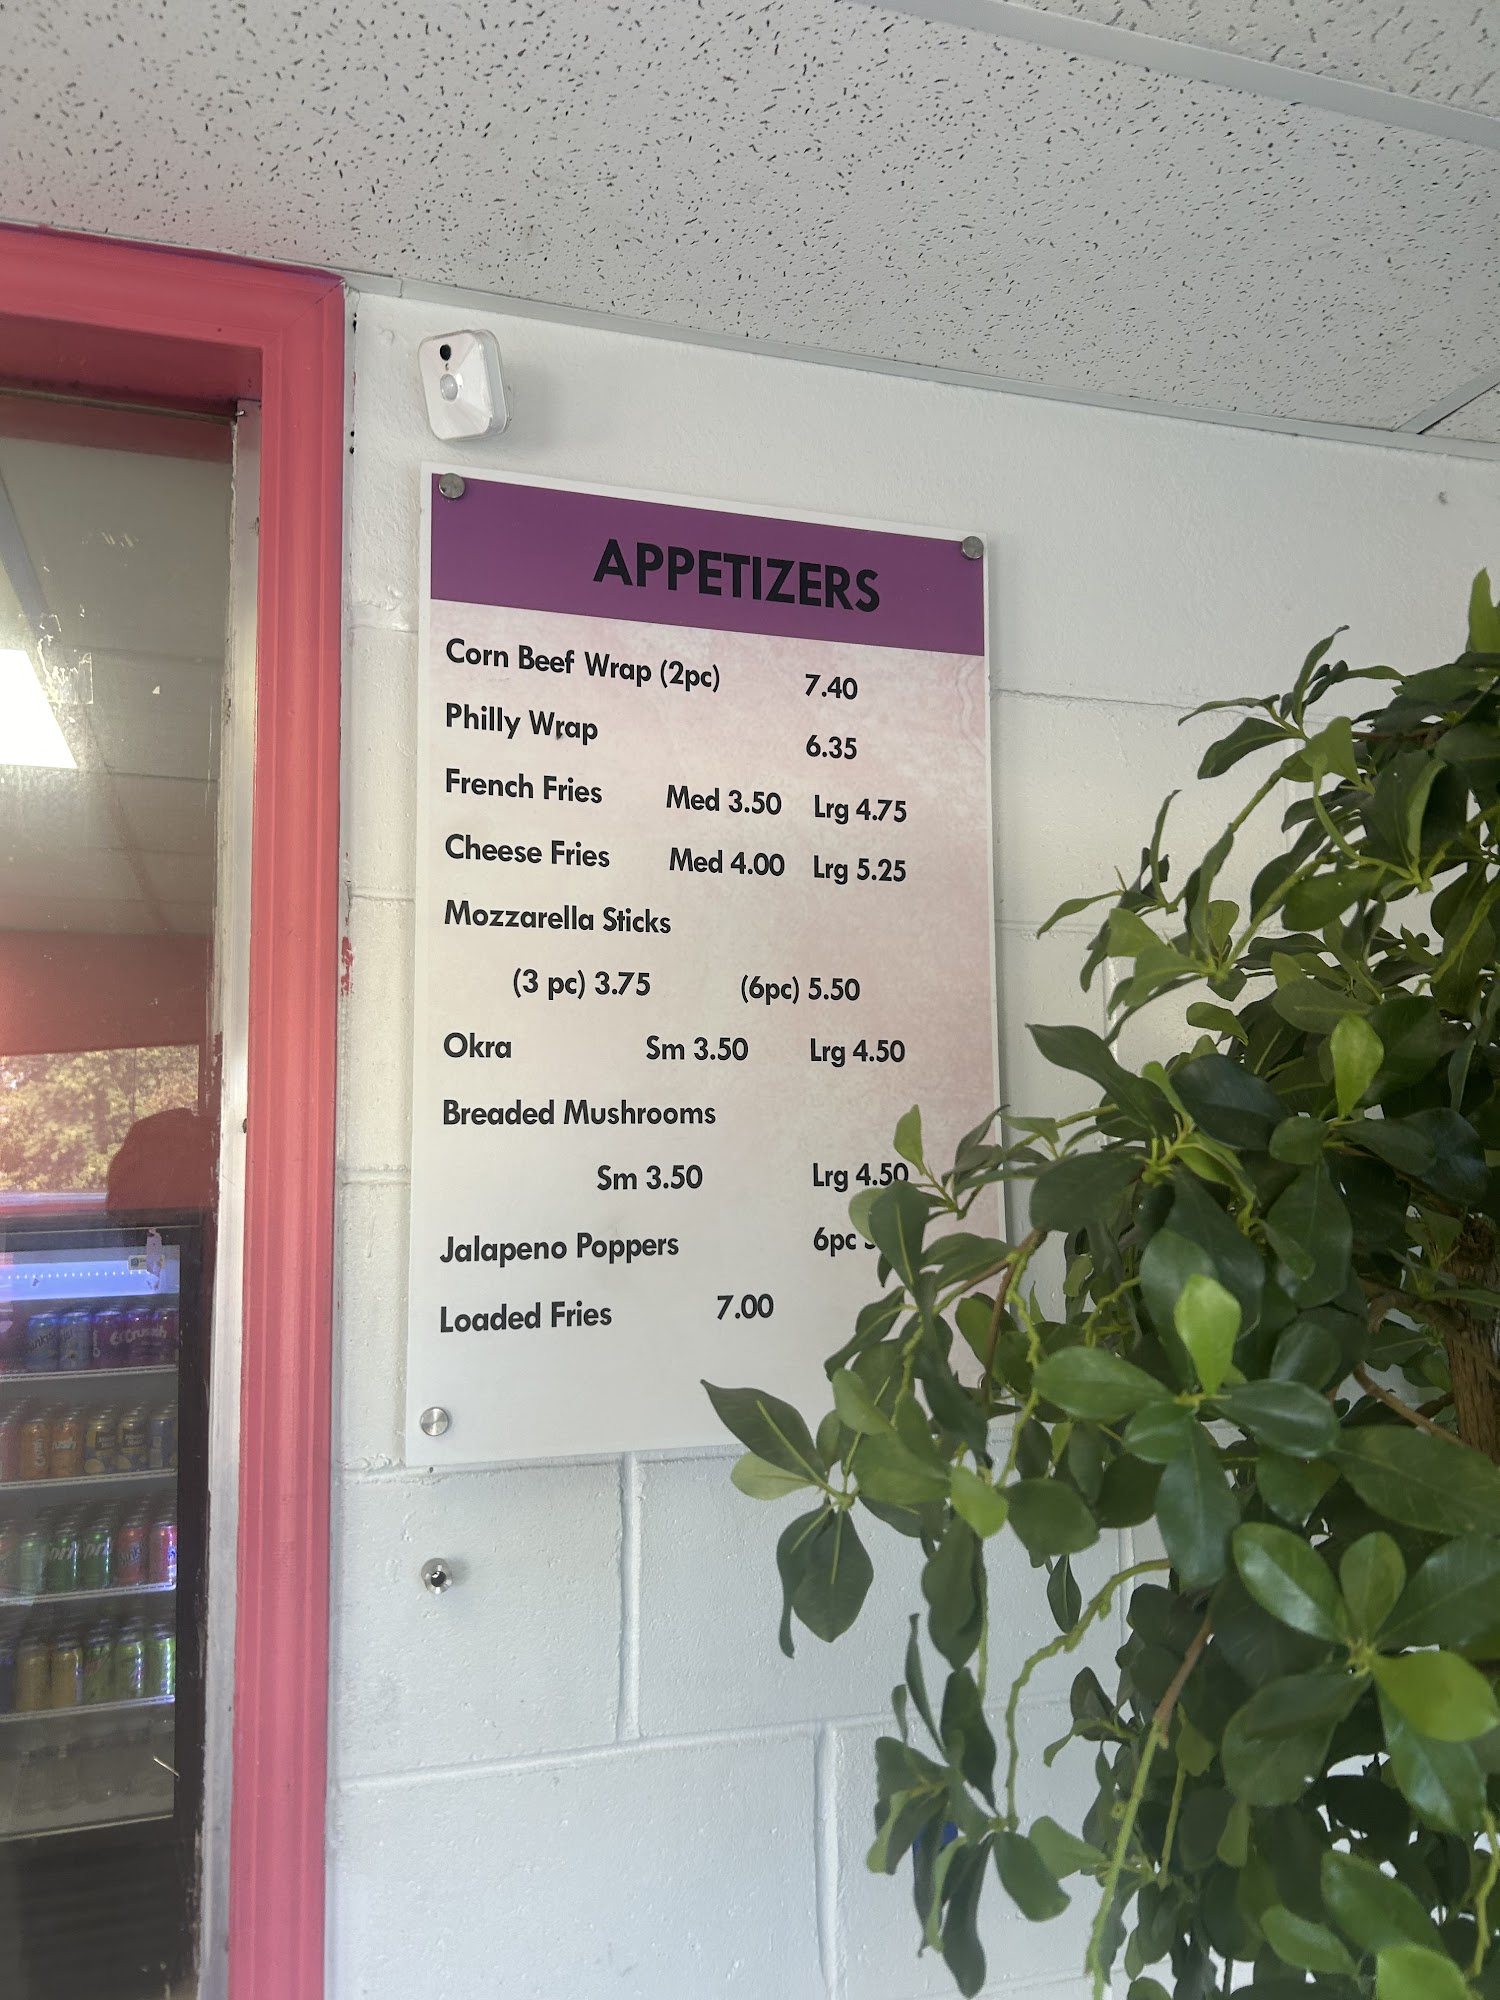 APPETIZERS
Corn Beef Wrap (2pc) 7.40
Philly Wrap 6.35
French Fries Med 3.50 Lrg 4.75
Cheese Fries Med 4.00 Lrg 5.25
Mozzarella Sticks
(3 pc) 3.75 (6pc) 5.50
Okra Sm 3.50 Lrg 4.50
Breaded Mushrooms
Sm 3.50 Lrg 4.50
Jalapeno Poppers 6pc
Loaded Fries 7.00
Crush